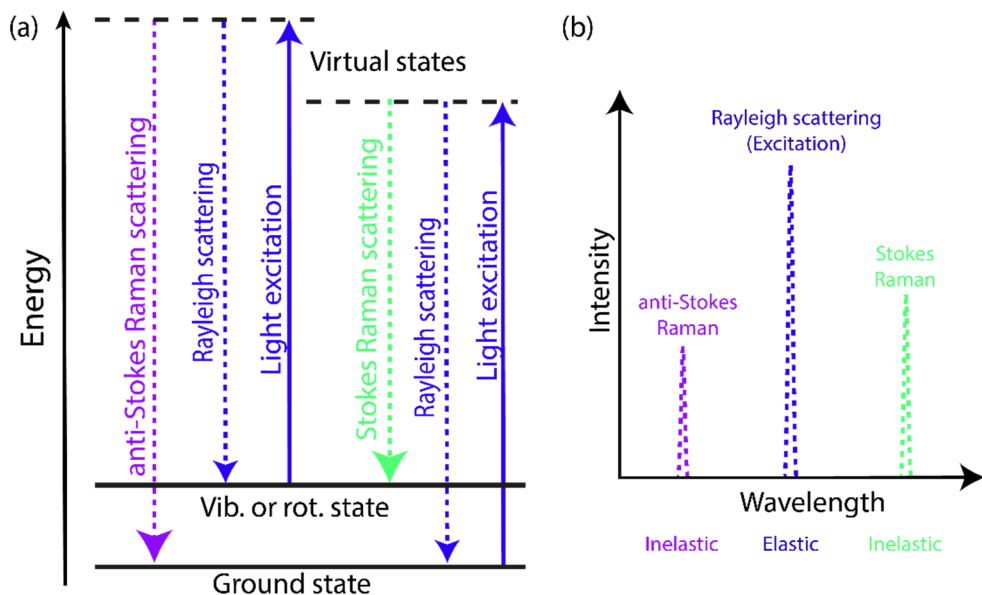 (a)
Energy
Virtual states
anti-Stokes Raman scattering
Rayleigh scattering
Light excitation
Stokes Raman scattering
Rayleigh scattering
Light excitation
Vib. or rot. state
Ground state
(b)
Intensity
Rayleigh scattering
(Excitation)
anti-Stokes
Raman
Stokes
Raman
Wavelength
Inelastic
Elastic
Inelastic